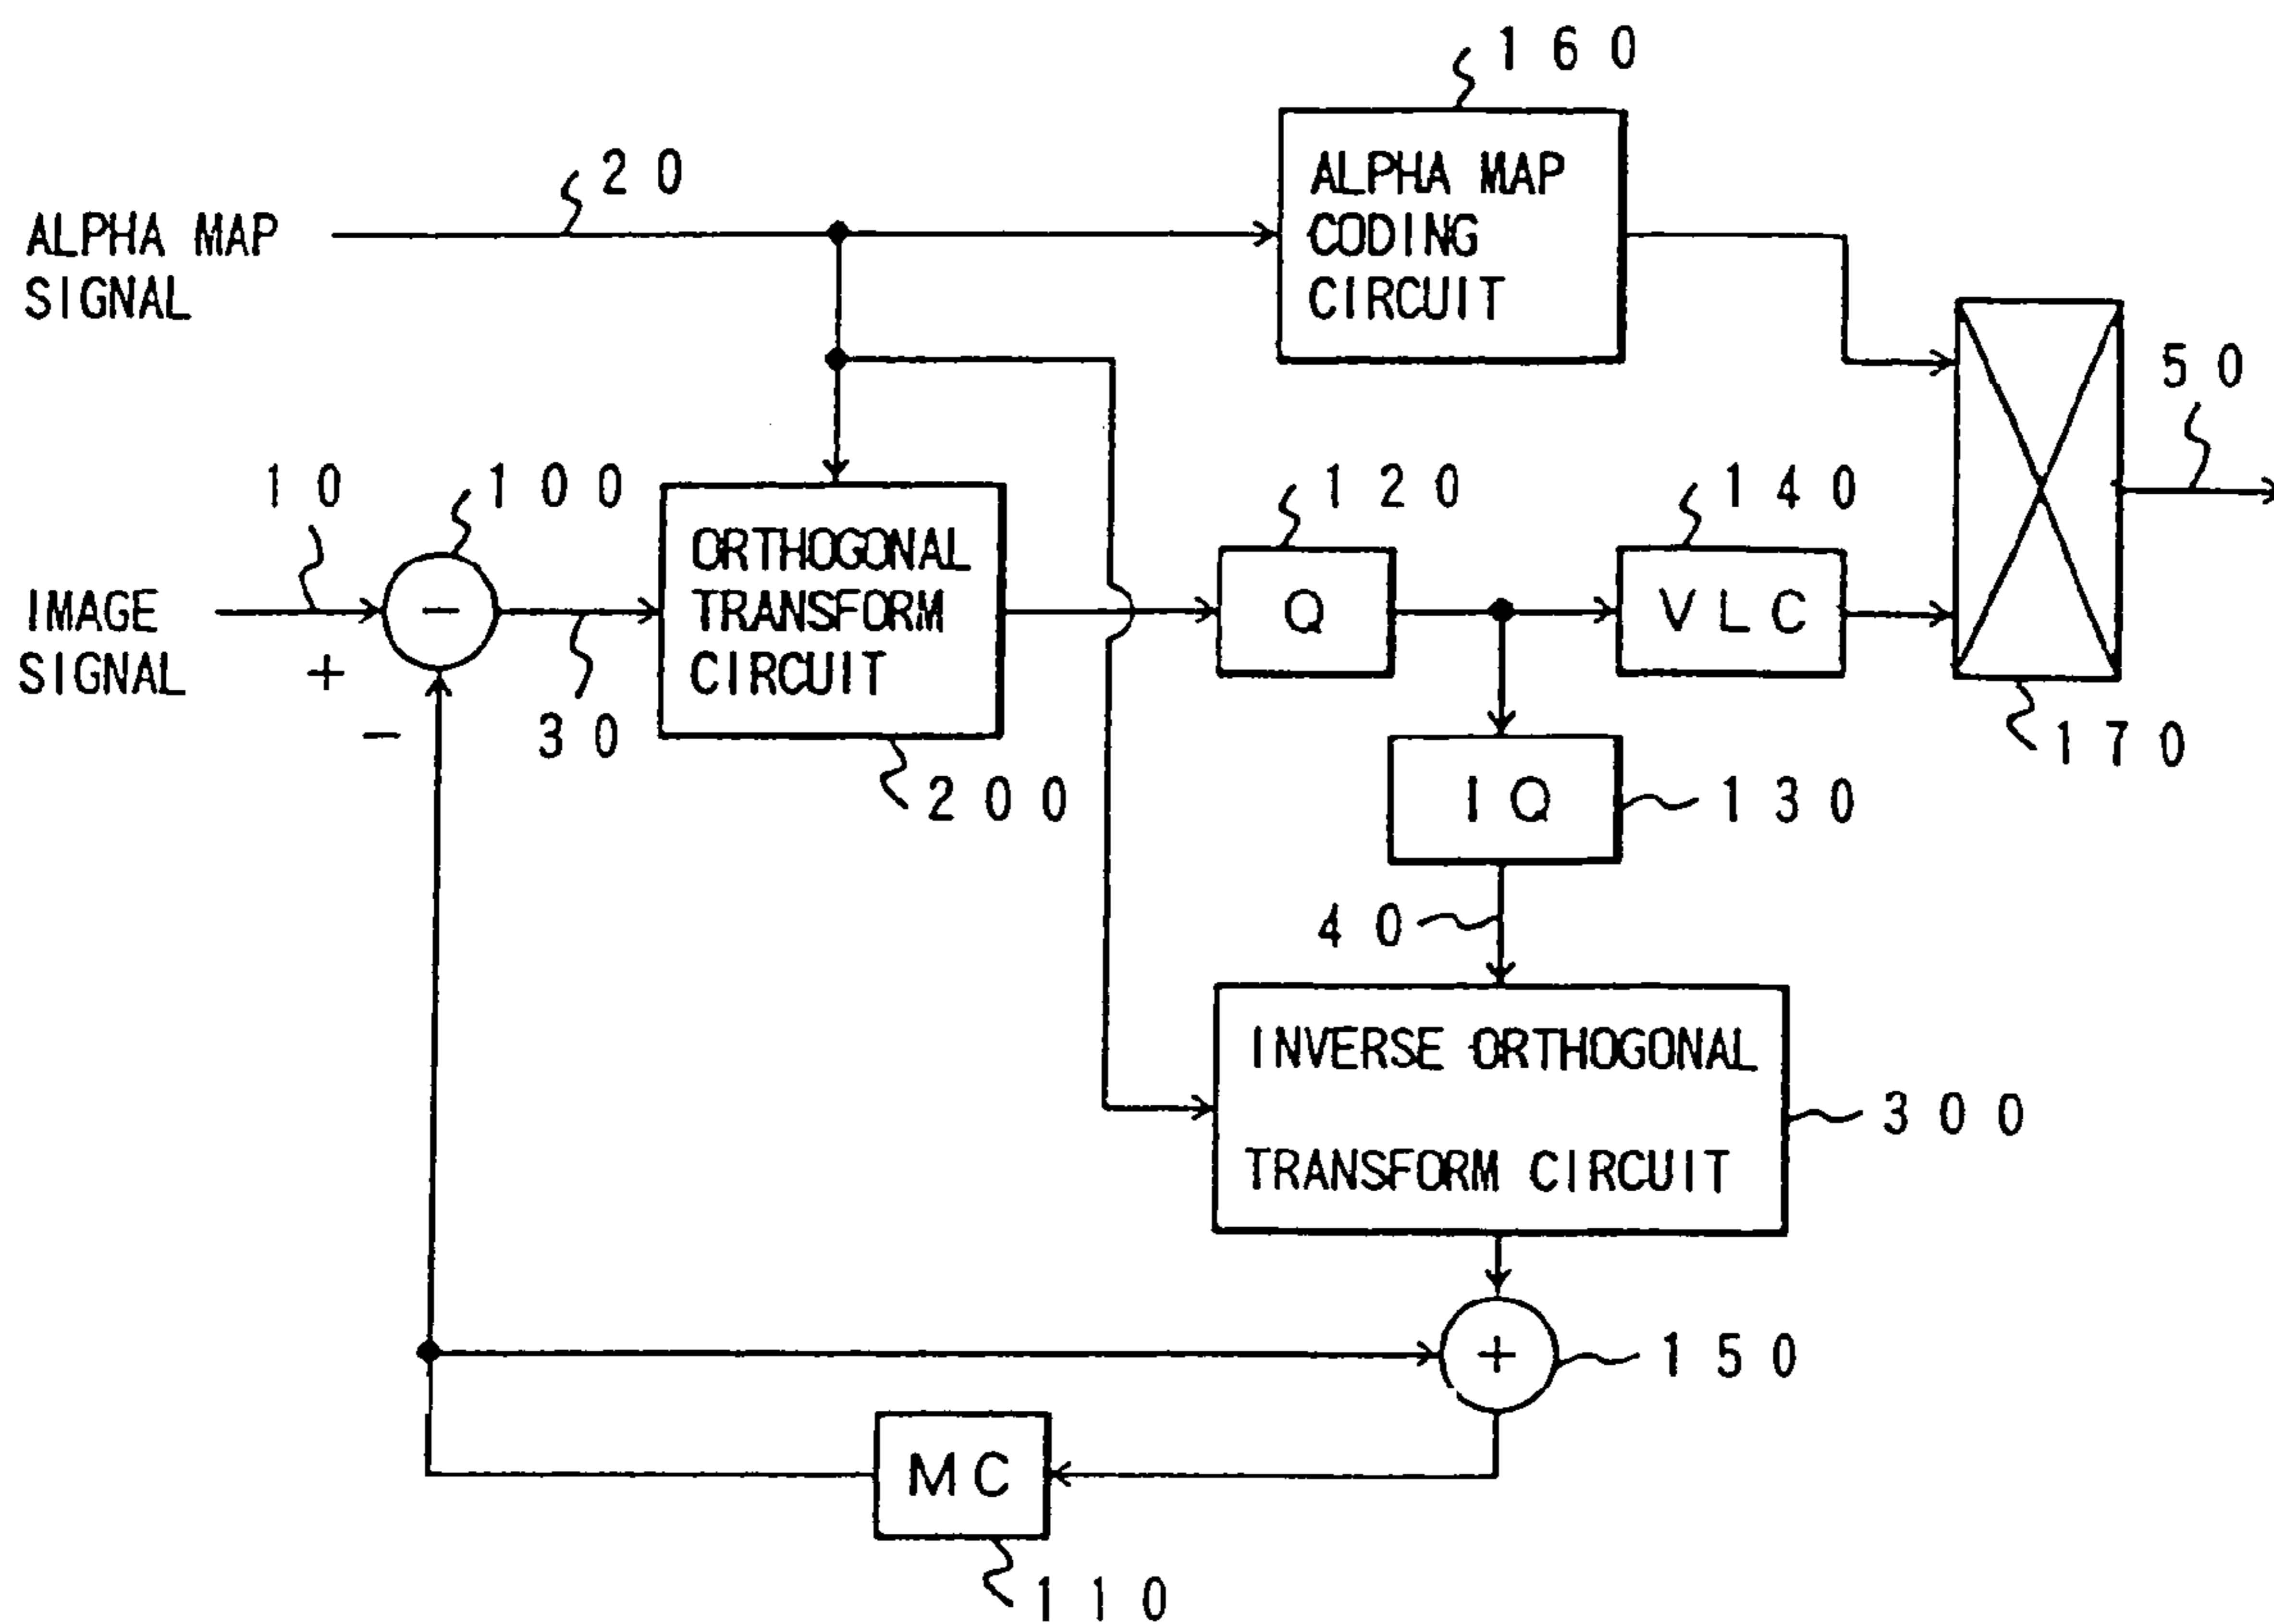 160
20
ALPHA MAP
SIGNAL
ALPHA MAP
CODING
CIRCUIT
50
10
100
120
140
ORTHOGONAL
TRANSFORM
CIRCUIT
IMAGE
SIGNAL
+
-
-
30
200
Q
VLC
170
IQ
130
40
INVERSE ORTHOGONAL
TRANSFORM CIRCUIT
300
+
150
MC
110